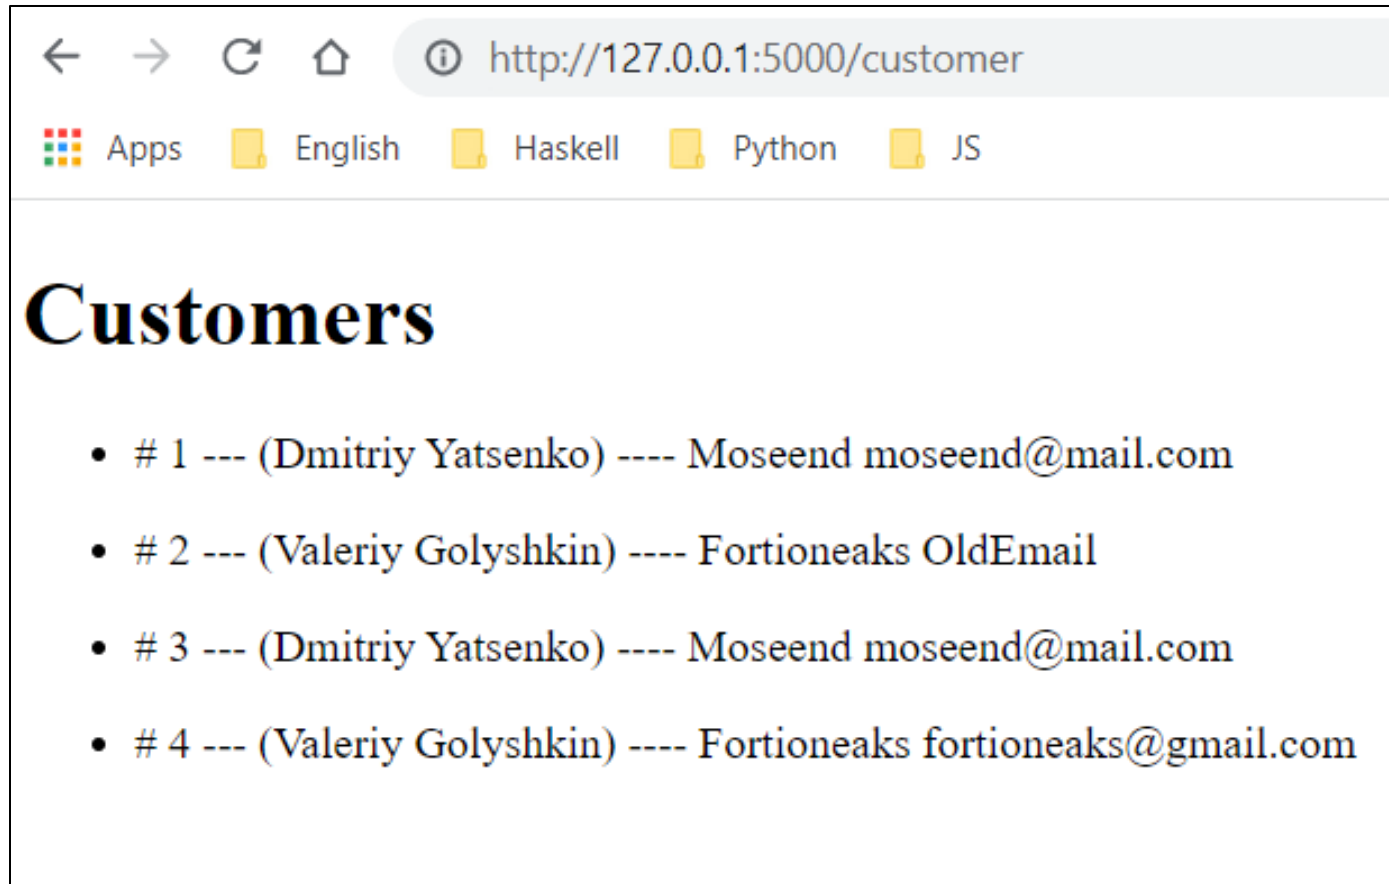 http://127.0.0.1:5000/customer
Apps English Haskell Python JS
Customers
# 1 --- (Dmitriy Yatsenko) ---- Moseend moseend@mail.com
# 2 --- (Valeriy Golyshkin) ---- Fortioneaks OldEmail
# 3 --- (Dmitriy Yatsenko) ---- Moseend moseend@mail.com
# 4 --- (Valeriy Golyshkin) ---- Fortioneaks fortioneaks@gmail.com